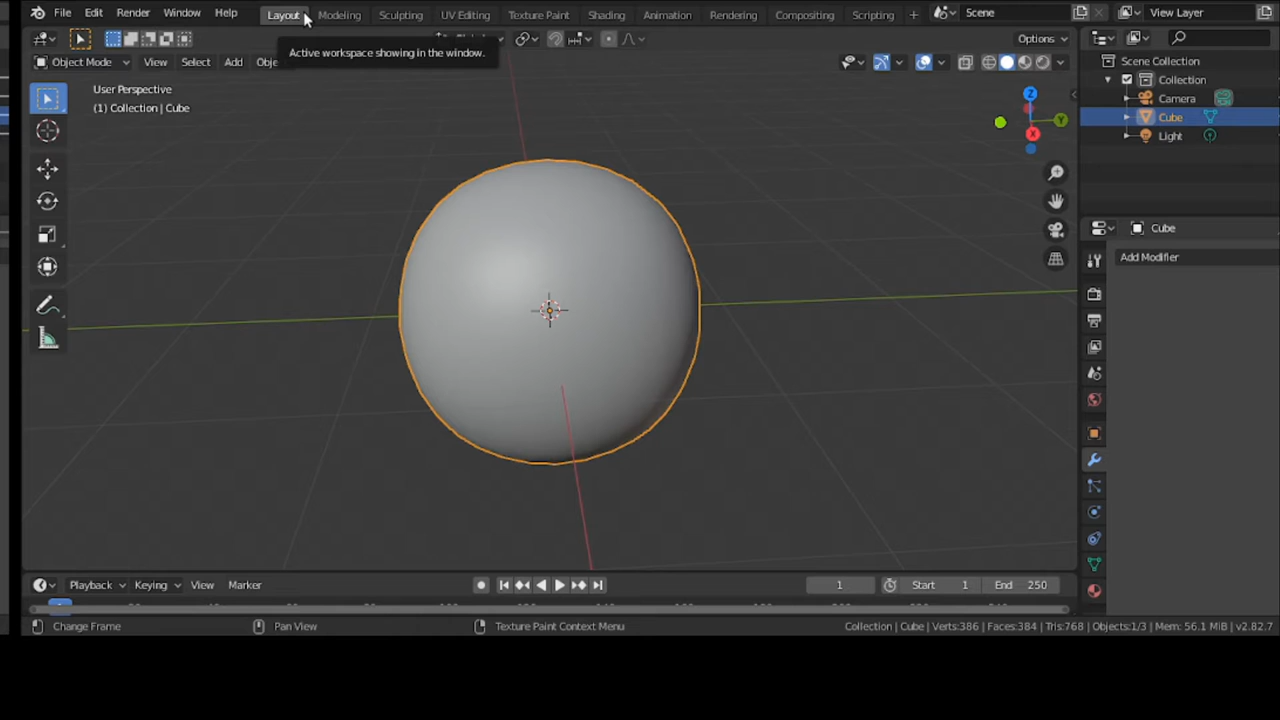 File Edit Render Window Help Layout Modeling Sculpting UV Editing Texture Paint Shading Animation Rendering Compositing Scripting + Scene View Layer
Options
Active workspace showing in the window.
Object Mode View Select Add Obje
User Perspective
(1) Collection | Cube
Z
Y
X
Scene Collection
Collection
Camera
Cube
Light
Cube
Add Modifier
Playback Keying View Marker 1 Start 1 End 250
Change Frame Pan View Texture Paint Context Menu Collection | Cube | Verts:386 | Faces:384 | Tris:768 | Objects:1/3 | Mem: 56.1 MiB | v2.82.7